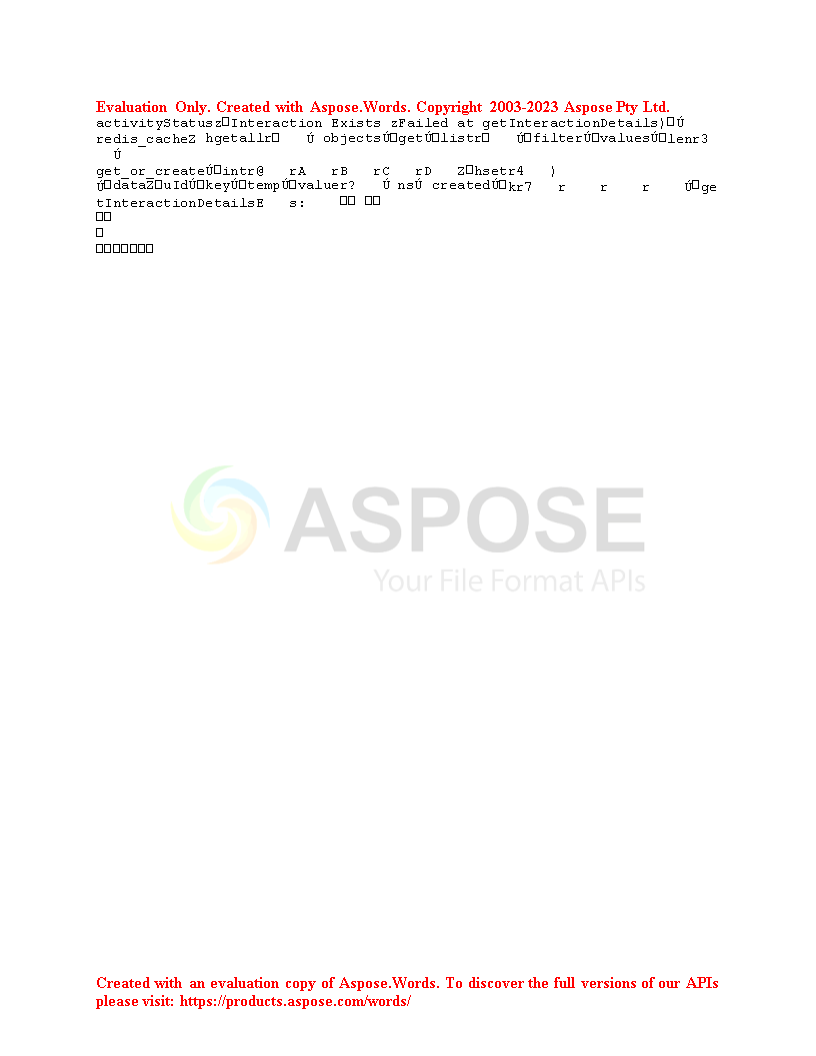 Evaluation Only. Created with Aspose.Words. Copyright 2003-2023 Aspose Pty Ltd.
activityStatusz□Interaction Exists zFailed at getInteractionDetails)□Ú
redis_cacheZ hgetallr□ Ú objectsÚ□getÚ□listr□ Ú□filterÚ□valuesÚ□lenr3
Ú
get_or_createÚ□intr@ rA rB rC rD Z□hsetr4 )
Ú□dataZ□uIdÚ□keyÚ□tempÚ□valuer? Ú nsÚ createdÚ□kr7 r r r Ú□ge
tInteractionDetailsE s: □□ □□
□□
□
□□□□□□□
ASPOSE
Your File Format APIs
Created with an evaluation copy of Aspose.Words. To discover the full versions of our APIs
please visit: https://products.aspose.com/words/